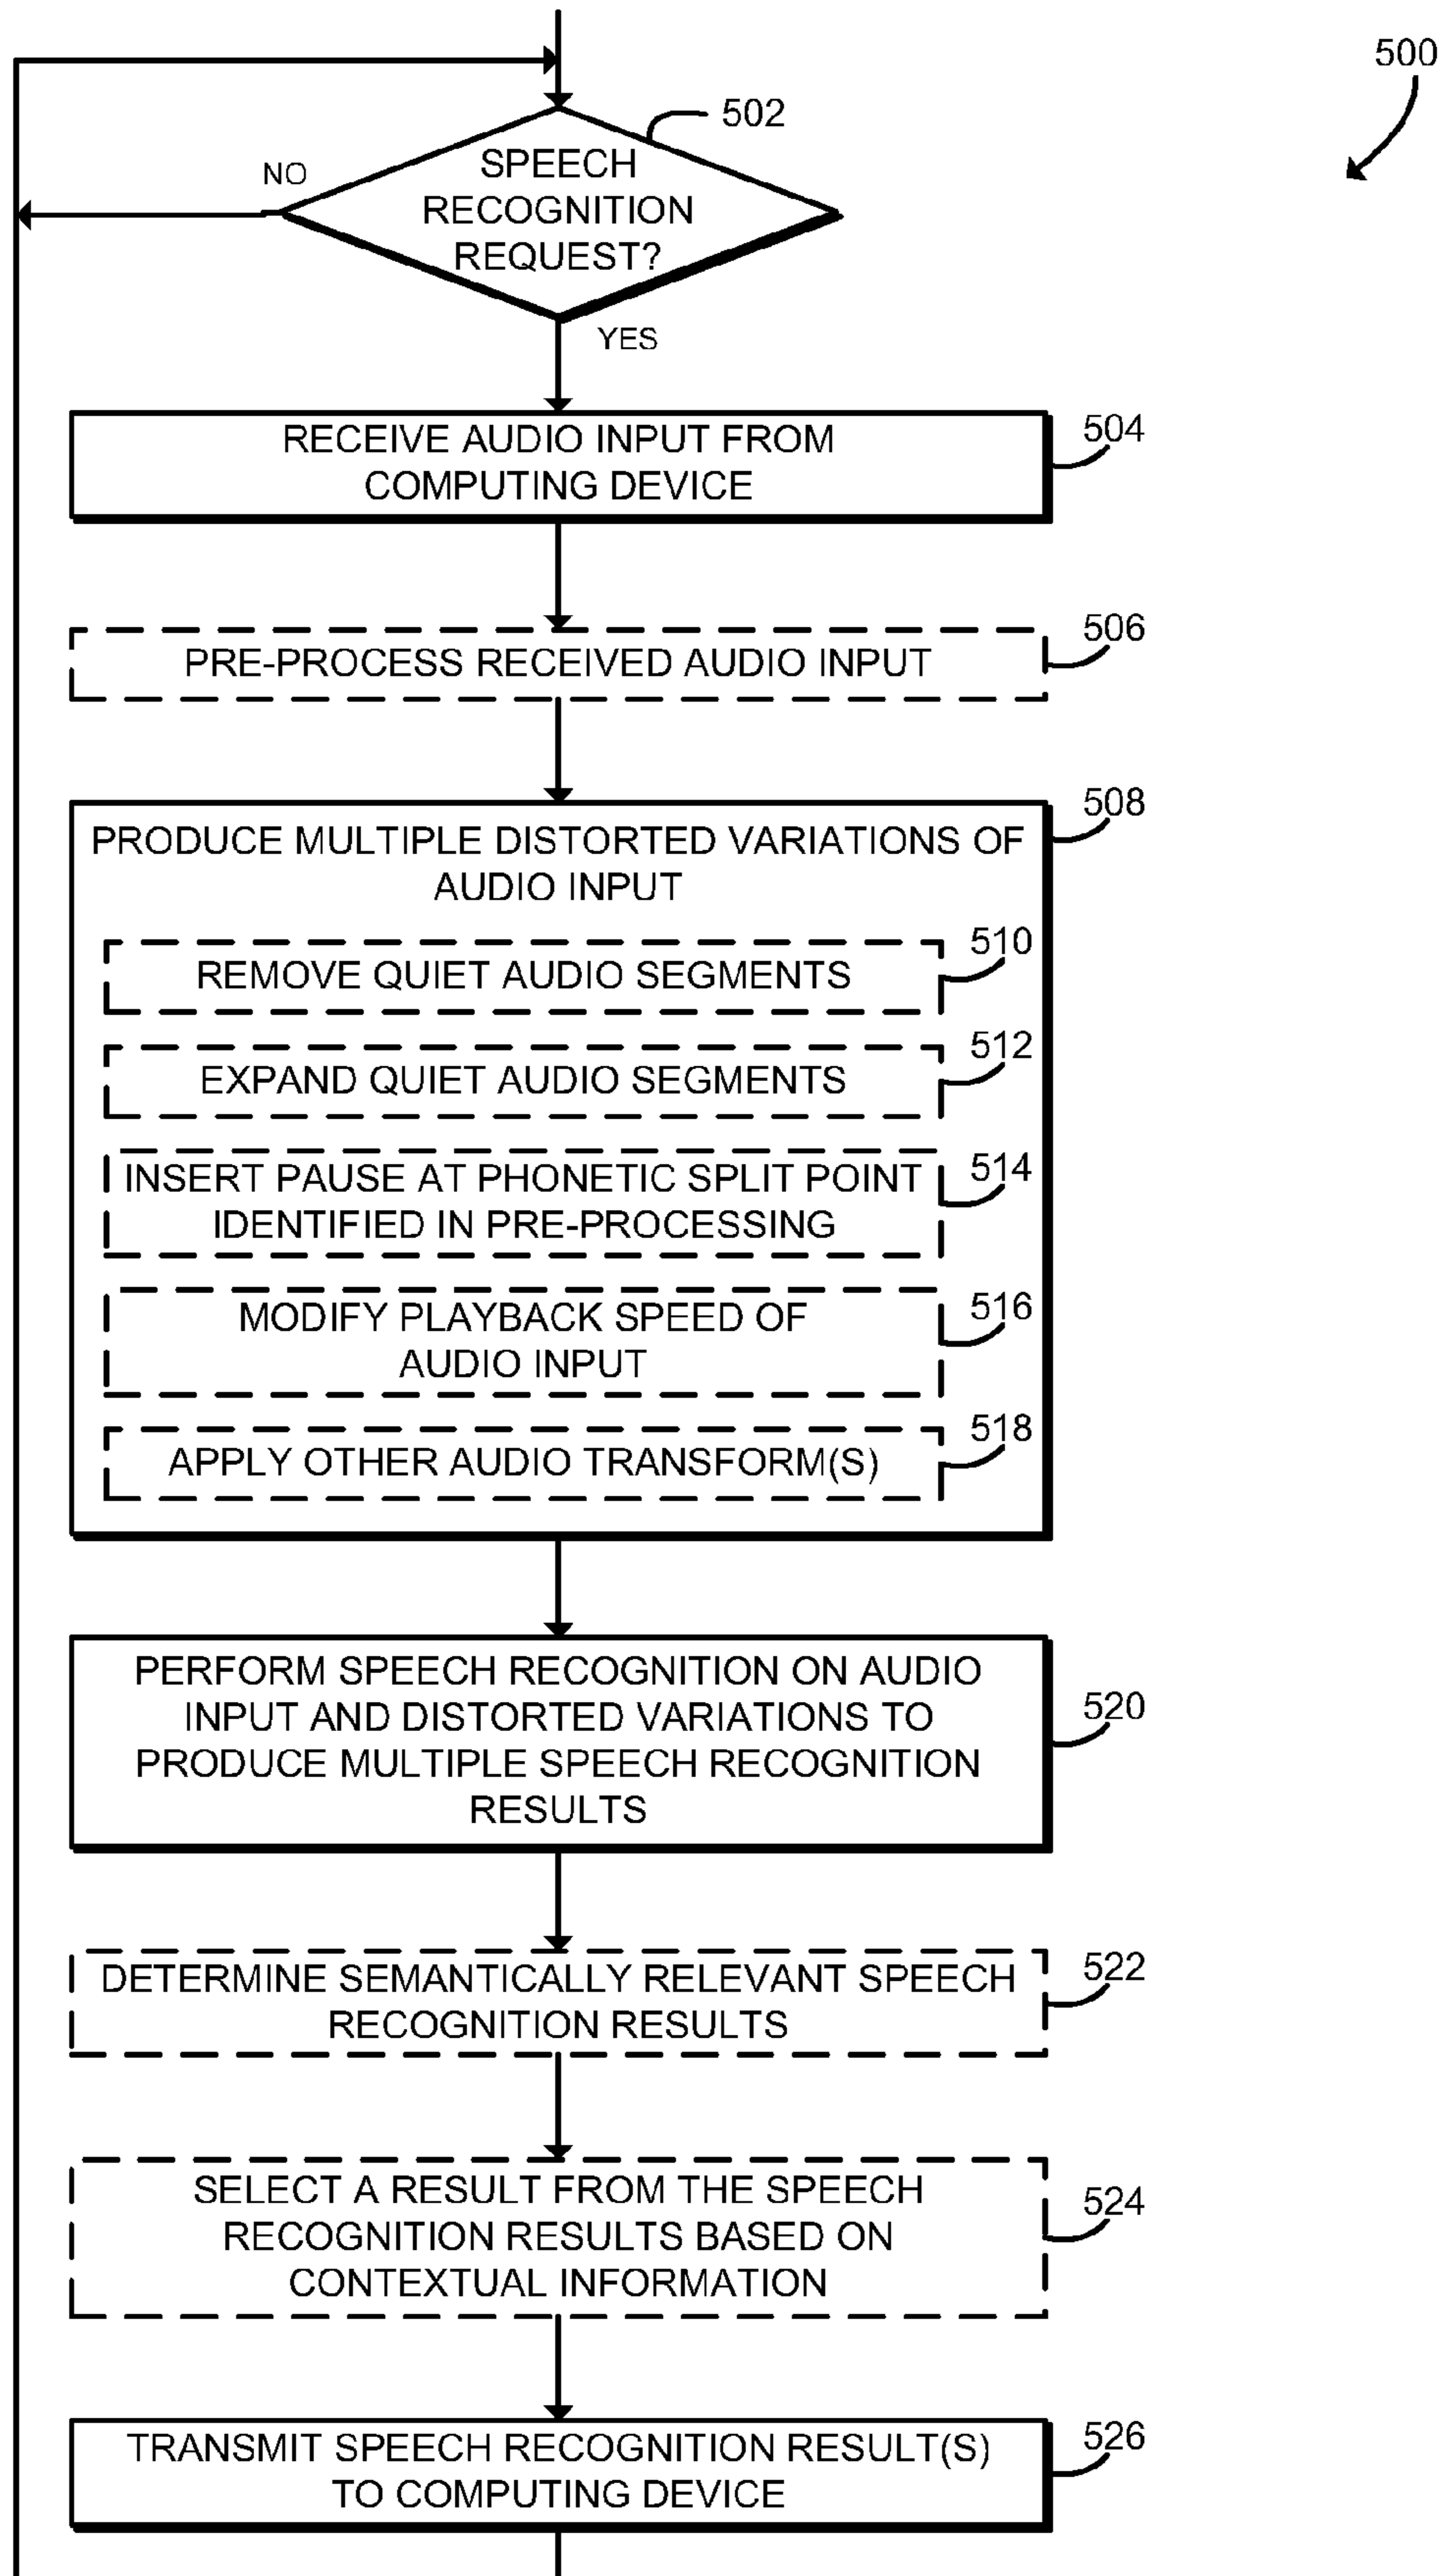 500
502
SPEECH
RECOGNITION
REQUEST?
NO
YES
RECEIVE AUDIO INPUT FROM
COMPUTING DEVICE
504
PRE-PROCESS RECEIVED AUDIO INPUT
506
PRODUCE MULTIPLE DISTORTED VARIATIONS OF
AUDIO INPUT
508
REMOVE QUIET AUDIO SEGMENTS
510
EXPAND QUIET AUDIO SEGMENTS
512
INSERT PAUSE AT PHONETIC SPLIT POINT
IDENTIFIED IN PRE-PROCESSING
514
MODIFY PLAYBACK SPEED OF
AUDIO INPUT
516
APPLY OTHER AUDIO TRANSFORM(S)
518
PERFORM SPEECH RECOGNITION ON AUDIO
INPUT AND DISTORTED VARIATIONS TO
PRODUCE MULTIPLE SPEECH RECOGNITION
RESULTS
520
DETERMINE SEMANTICALLY RELEVANT SPEECH
RECOGNITION RESULTS
522
SELECT A RESULT FROM THE SPEECH
RECOGNITION RESULTS BASED ON
CONTEXTUAL INFORMATION
524
TRANSMIT SPEECH RECOGNITION RESULT(S)
TO COMPUTING DEVICE
526